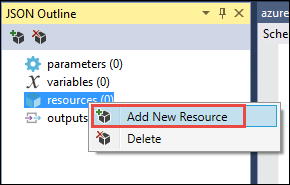 JSON Outline
azure
Sche
parameters (0)
variables (0)
resources (0)
outputs
Add New Resource
Delete